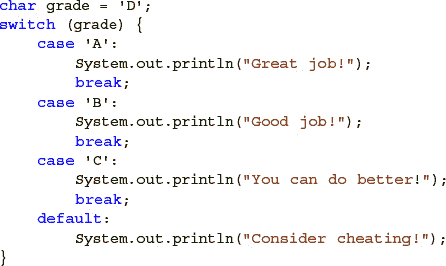 char grade = 'D';
switch (grade) {
    case 'A':
        System.out.println("Great job!");
        break;
    case 'B':
        System.out.println("Good job!");
        break;
    case 'C':
        System.out.println("You can do better!");
        break;
    default:
        System.out.println("Consider cheating!");
}